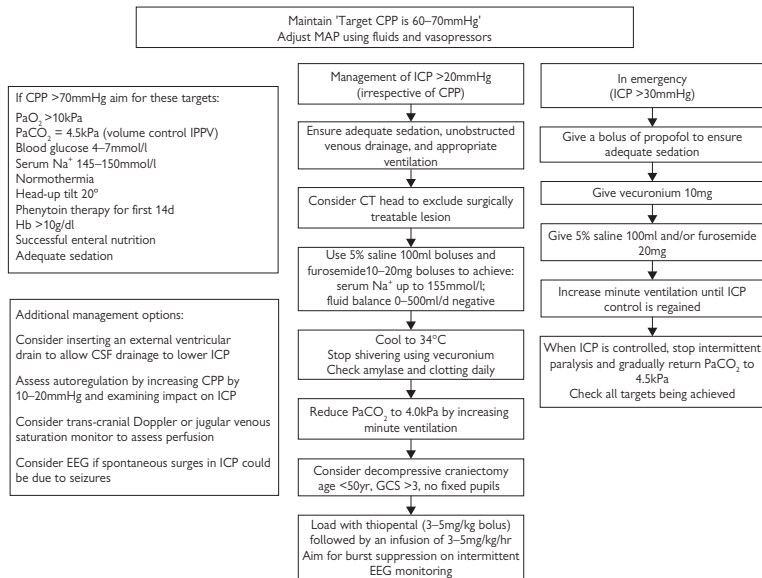 Maintain 'Target CPP is 60–70mmHg'
Adjust MAP using fluids and vasopressors
If CPP >70mmHg aim for these targets:
PaO₂ >10kPa
PaCO₂ = 4.5kPa (volume control IPPV)
Blood glucose 4–7mmol/l
Serum Na⁺ 145–150mmol/l
Normothermia
Head-up tilt 20°
Phenytoin therapy for first 14d
Hb >10g/dl
Successful enteral nutrition
Adequate sedation
Additional management options:
Consider inserting an external ventricular
drain to allow CSF drainage to lower ICP
Assess autoregulation by increasing CPP by
10–20mmHg and examining impact on ICP
Consider trans-cranial Doppler or jugular venous
saturation monitor to assess perfusion
Consider EEG if spontaneous surges in ICP could
be due to seizures
Management of ICP >20mmHg
(irrespective of CPP)
Ensure adequate sedation, unobstructed
venous drainage, and appropriate
ventilation
Consider CT head to exclude surgically
treatable lesion
Use 5% saline 100ml boluses and
furosemide10–20mg boluses to achieve:
serum Na⁺ up to 155mmol/l;
fluid balance 0–500ml/d negative
Cool to 34°C
Stop shivering using vecuronium
Check amylase and clotting daily
Reduce PaCO₂ to 4.0kPa by increasing
minute ventilation
Consider decompressive craniectomy
age <50yr, GCS >3, no fixed pupils
Load with thiopental (3–5mg/kg bolus)
followed by an infusion of 3–5mg/kg/hr
Aim for burst suppression on intermittent
EEG monitoring
In emergency
(ICP >30mmHg)
Give a bolus of propofol to ensure
adequate sedation
Give vecuronium 10mg
Give 5% saline 100ml and/or furosemide
20mg
Increase minute ventilation until ICP
control is regained
When ICP is controlled, stop intermittent
paralysis and gradually return PaCO₂ to
4.5kPa
Check all targets being achieved